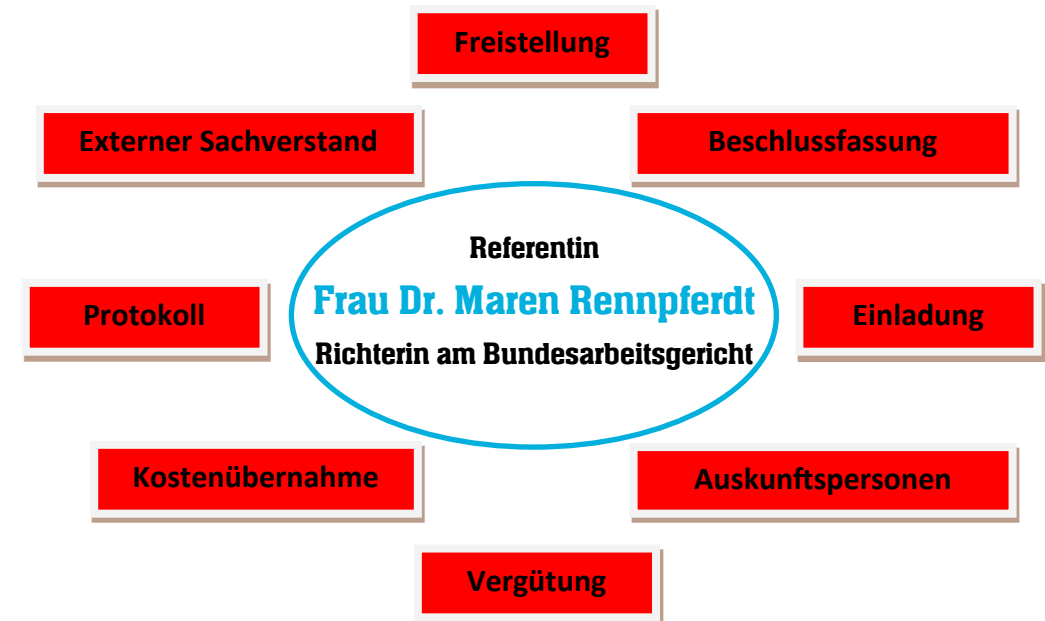 Freistellung
Externer Sachverstand
Beschlussfassung
Referentin
Frau Dr. Maren Rennpferdt
Richterin am Bundesarbeitsgericht
Protokoll
Einladung
Kostenübernahme
Auskunftspersonen
Vergütung